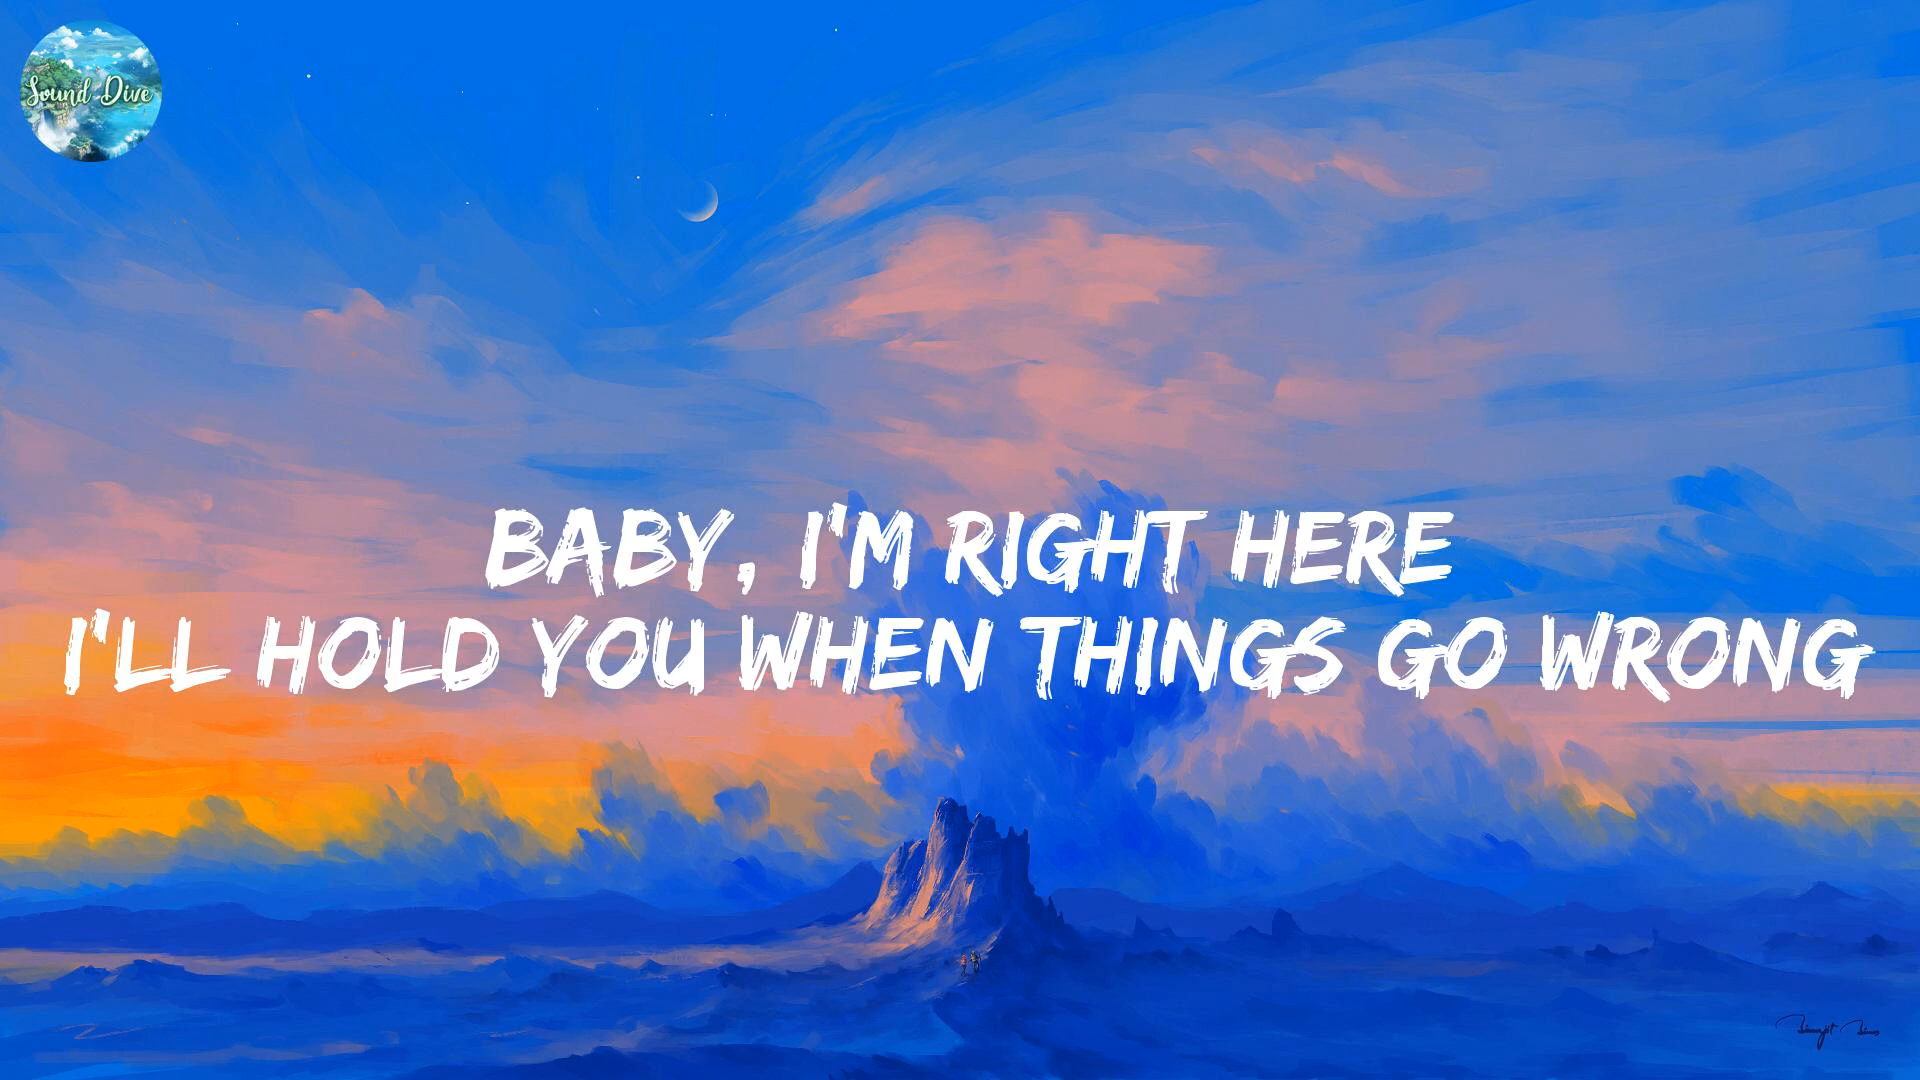 Sound Dive
BABY, I'M RIGHT HERE
I'LL HOLD YOU WHEN THINGS GO WRONG